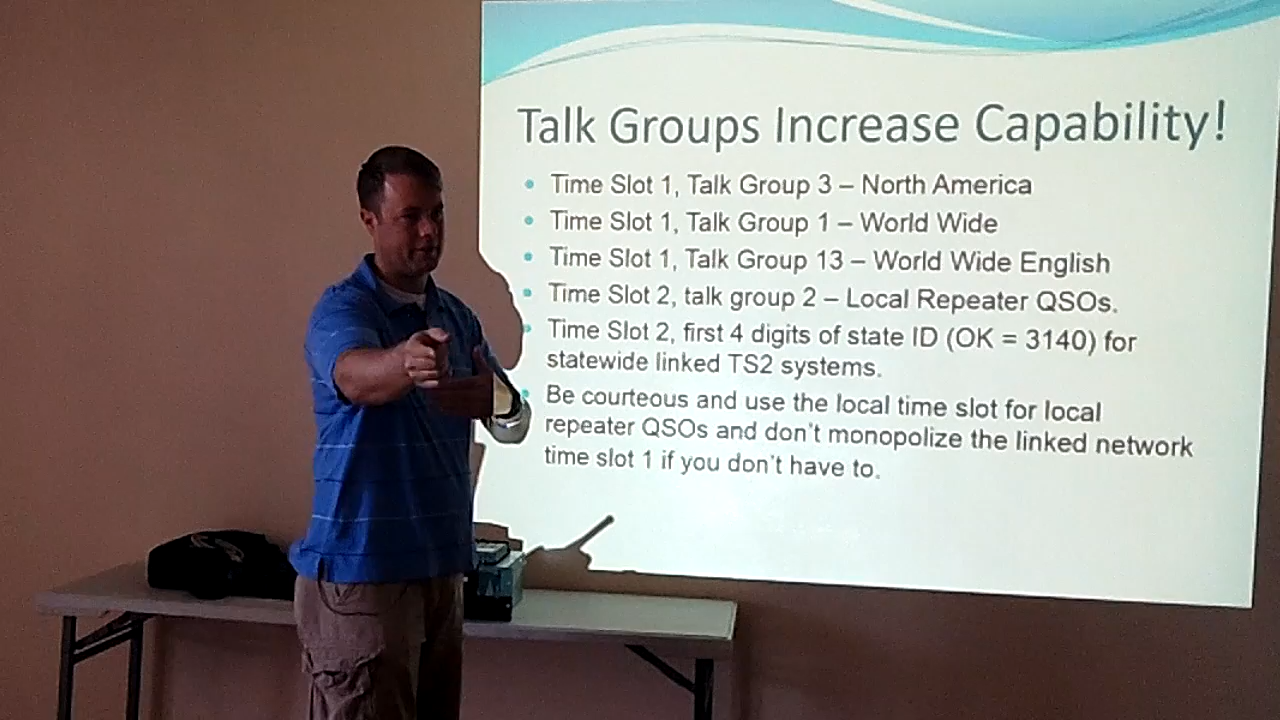 Talk Groups Increase Capability!
Time Slot 1, Talk Group 3 – North America
Time Slot 1, Talk Group 1 – World Wide
Time Slot 1, Talk Group 13 – World Wide English
Time Slot 2, talk group 2 – Local Repeater QSOs.
Time Slot 2, first 4 digits of state ID (OK = 3140) for
statewide linked TS2 systems.
Be courteous and use the local time slot for local
repeater QSOs and don't monopolize the linked network
time slot 1 if you don't have to.